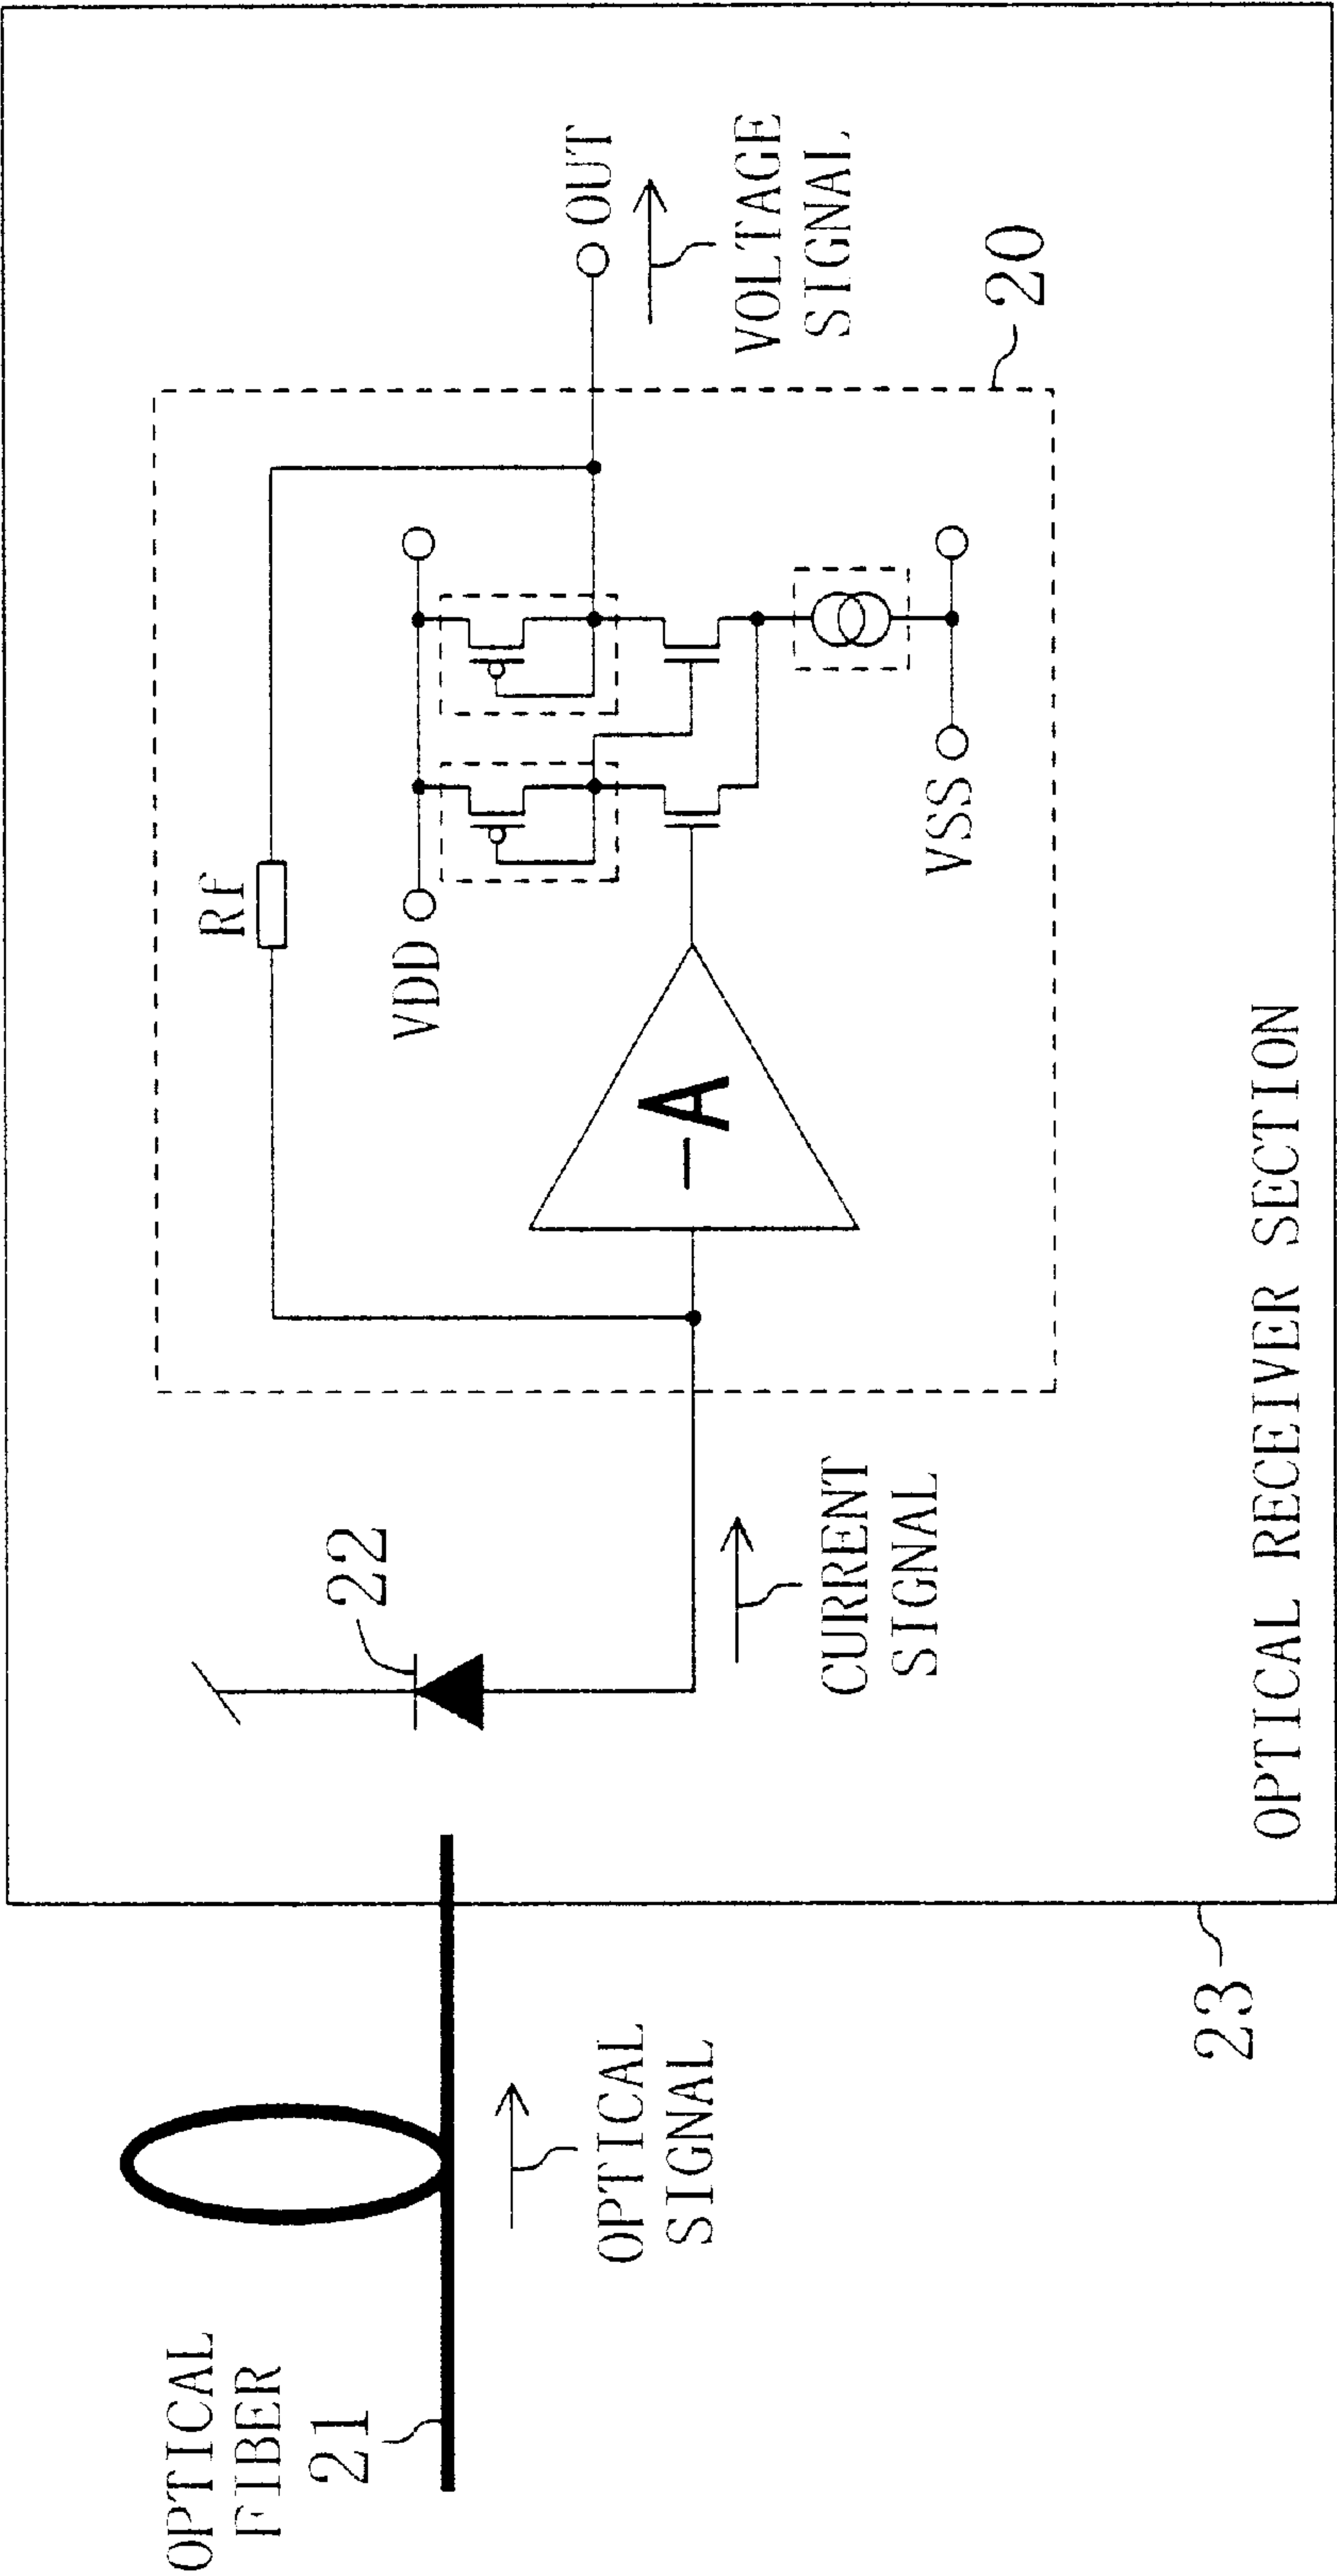 OPTICAL
FIBER
21
OPTICAL
SIGNAL
23
22
CURRENT
SIGNAL
Rf
VDD
-A
VSS
OUT
VOLTAGE
SIGNAL
20
OPTICAL RECEIVER SECTION